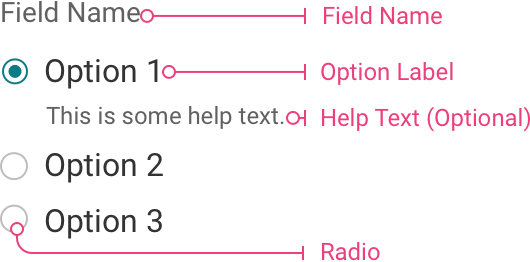 Field Name Field Name
Option 1 Option Label
This is some help text. Help Text (Optional)
Option 2
Option 3
Radio